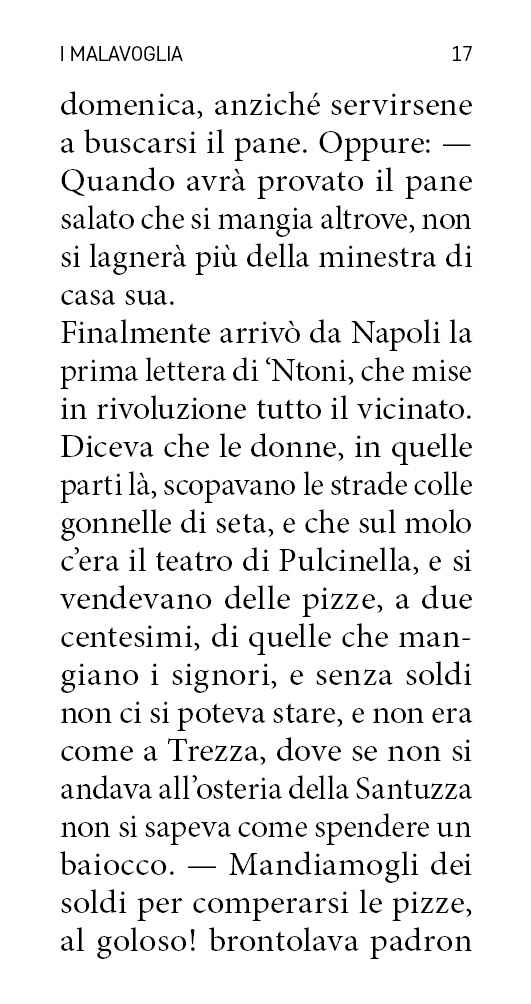 I MALAVOGLIA 17
domenica, anziché servirsene
a buscarsi il pane. Oppure: —
Quando avrà provato il pane
salato che si mangia altrove, non
si lagnerà più della minestra di
casa sua.
Finalmente arrivò da Napoli la
prima lettera di ‘Ntoni, che mise
in rivoluzione tutto il vicinato.
Diceva che le donne, in quelle
parti là, scopavano le strade colle
gonnelle di seta, e che sul molo
c’era il teatro di Pulcinella, e si
vendevano delle pizze, a due
centesimi, di quelle che man-
giano i signori, e senza soldi
non ci si poteva stare, e non era
come a Trezza, dove se non si
andava all’osteria della Santuzza
non si sapeva come spendere un
baiocco. — Mandiamogli dei
soldi per comperarsi le pizze,
al goloso! brontolava padron